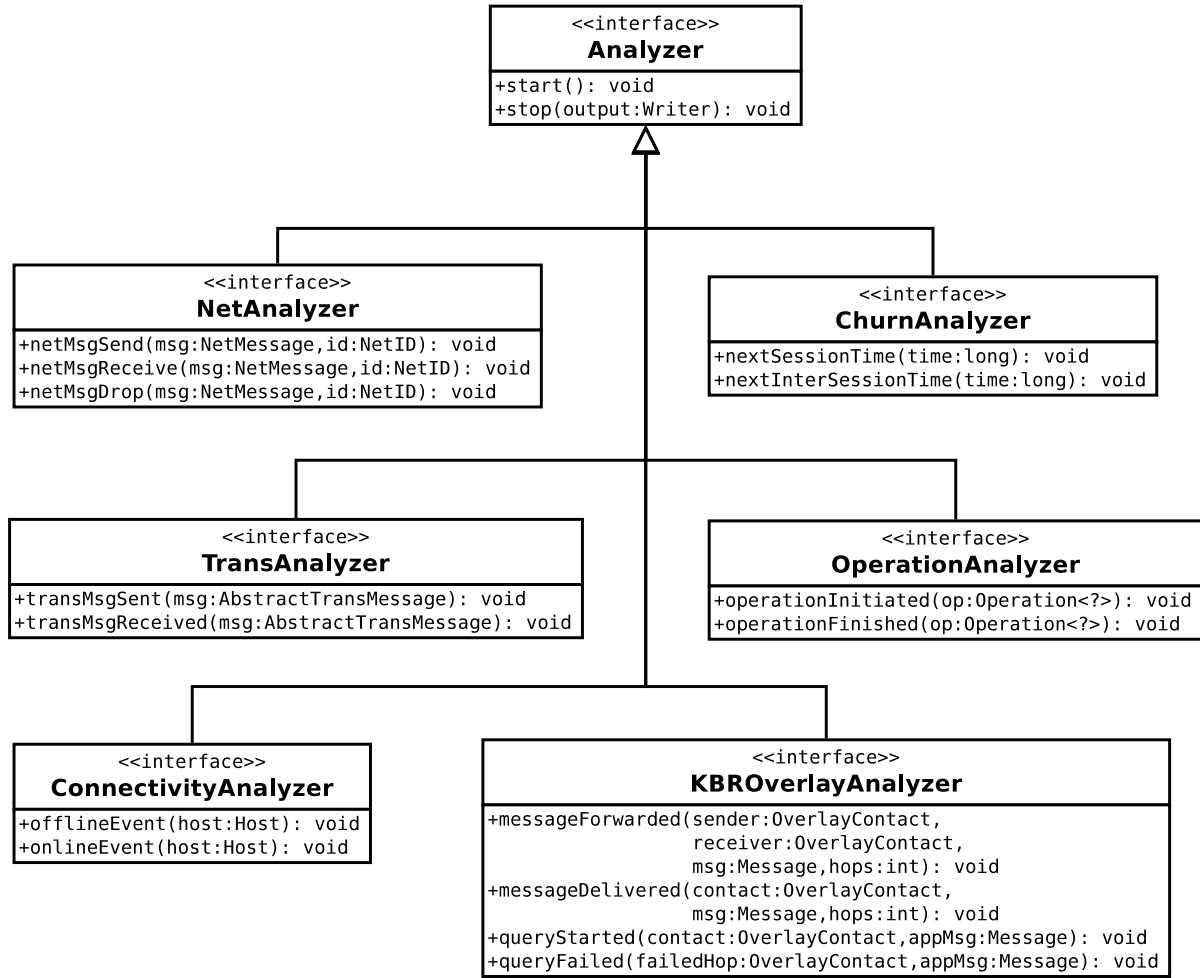 <<interface>>
Analyzer
+start(): void
+stop(output:Writer): void
<<interface>>
NetAnalyzer
+netMsgSend(msg:NetMessage,id:NetID): void
+netMsgReceive(msg:NetMessage,id:NetID): void
+netMsgDrop(msg:NetMessage,id:NetID): void
<<interface>>
ChurnAnalyzer
+nextSessionTime(time:long): void
+nextInterSessionTime(time:long): void
<<interface>>
TransAnalyzer
+transMsgSent(msg:AbstractTransMessage): void
+transMsgReceived(msg:AbstractTransMessage): void
<<interface>>
OperationAnalyzer
+operationInitiated(op:Operation<?>): void
+operationFinished(op:Operation<?>): void
<<interface>>
ConnectivityAnalyzer
+offlineEvent(host:Host): void
+onlineEvent(host:Host): void
<<interface>>
KBROverlayAnalyzer
+messageForwarded(sender:OverlayContact,
receiver:OverlayContact,
msg:Message,hops:int): void
+messageDelivered(contact:OverlayContact,
msg:Message,hops:int): void
+queryStarted(contact:OverlayContact,appMsg:Message): void
+queryFailed(failedHop:OverlayContact,appMsg:Message): void